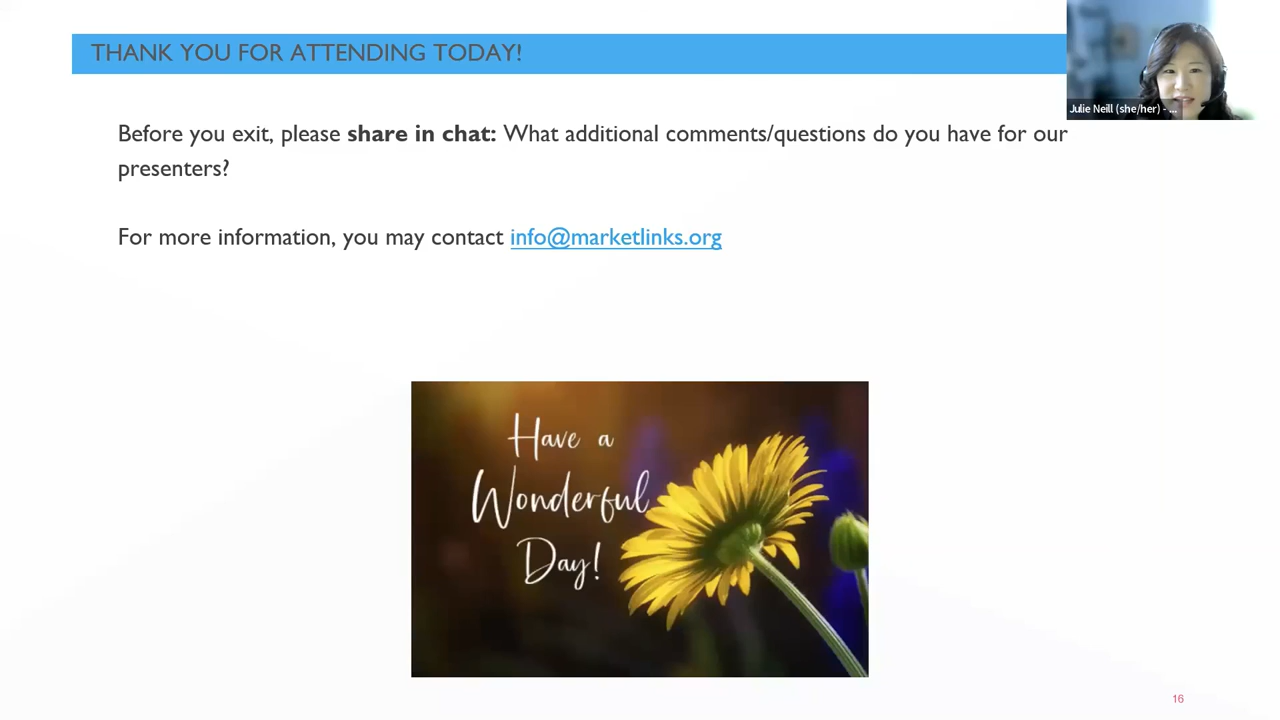 THANK YOU FOR ATTENDING TODAY!
Julie Neill (she/her) - ...
Before you exit, please share in chat: What additional comments/questions do you have for our
presenters?
For more information, you may contact info@marketlinks.org
Have a
Wonderful
Day!
16